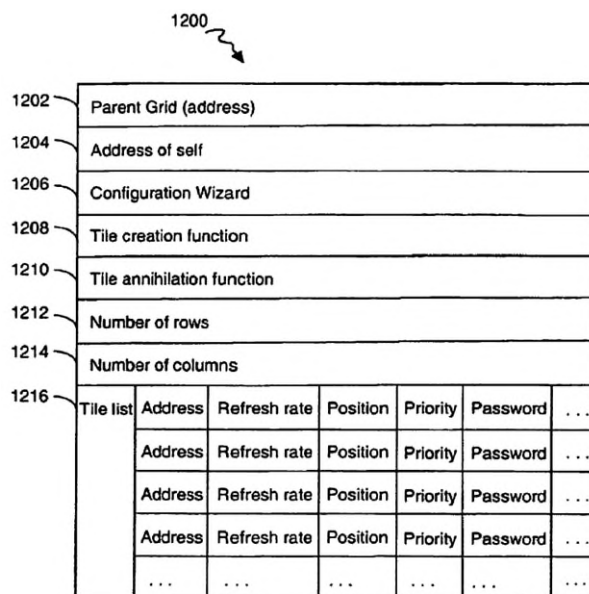 1200
1202 Parent Grid (address)
1204 Address of self
1206 Configuration Wizard
1208 Tile creation function
1210 Tile annihilation function
1212 Number of rows
1214 Number of columns
1216 Tile list Address Refresh rate Position Priority Password ...
Address Refresh rate Position Priority Password ...
Address Refresh rate Position Priority Password ...
Address Refresh rate Position Priority Password ...
... ... ... ... ... ...